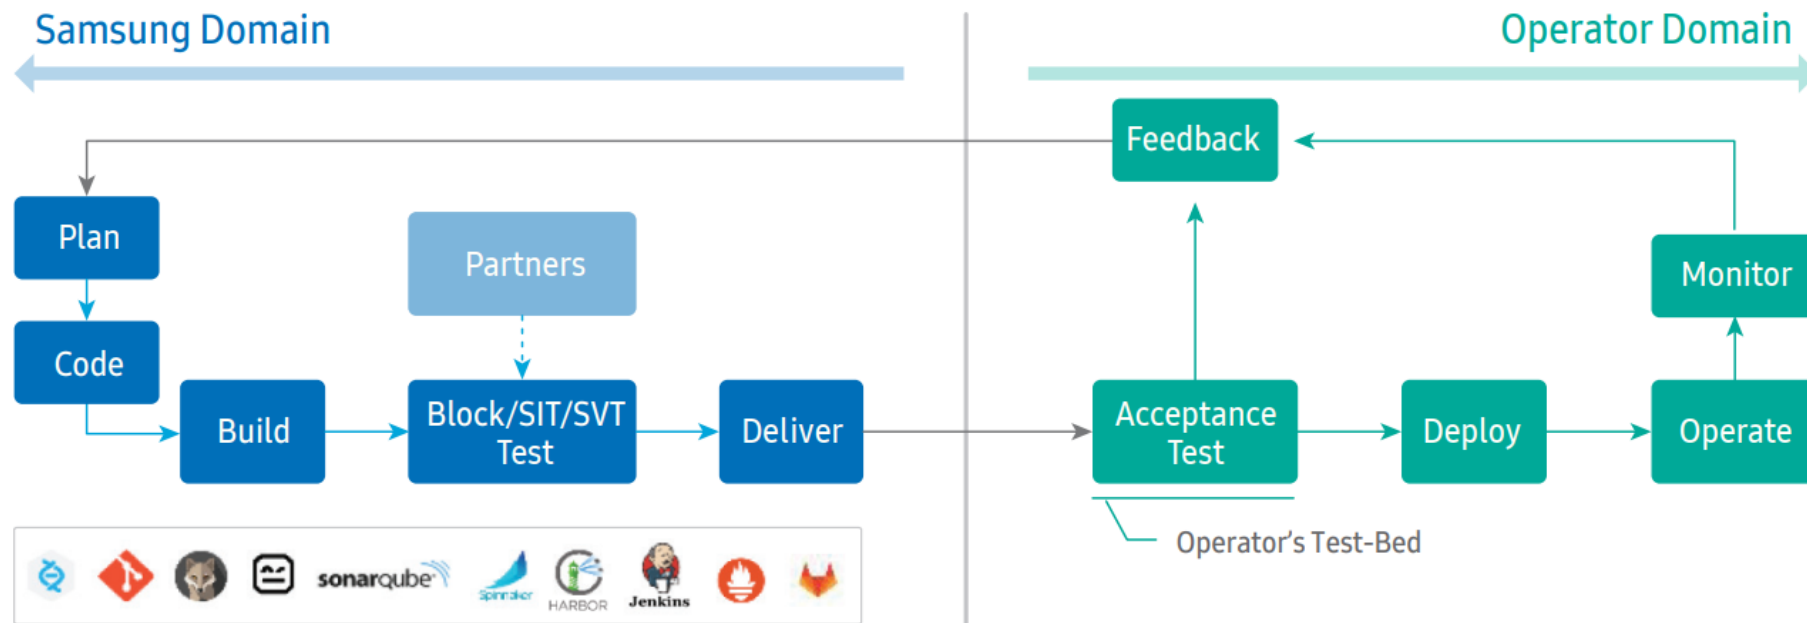 Samsung Domain
Operator Domain
Feedback
Plan
Partners
Monitor
Code
Build
Block/SIT/SVT
Test
Deliver
Acceptance
Test
Deploy
Operate
Operator's Test-Bed
sonarqube
Spinnaker
HARBOR
Jenkins